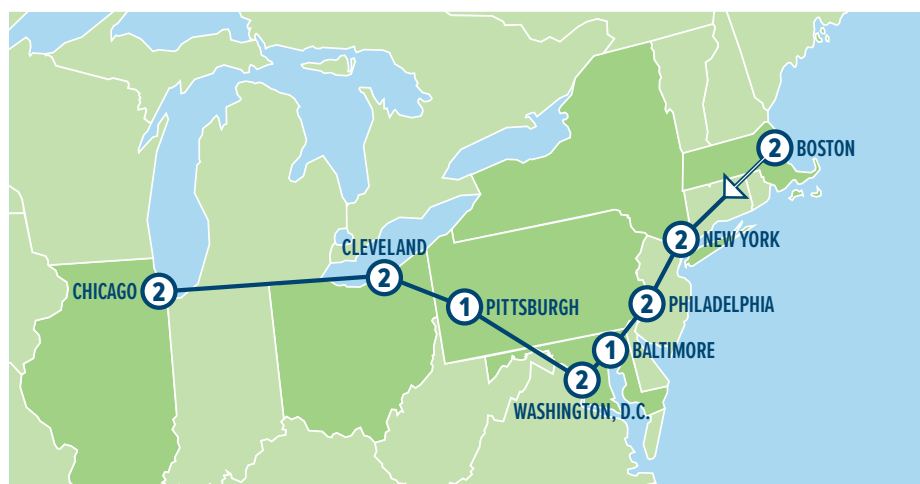 2 BOSTON
2 NEW YORK
CLEVELAND
2
CHICAGO 2
1 PITTSBURGH
2 PHILADELPHIA
1 BALTIMORE
2
WASHINGTON, D.C.